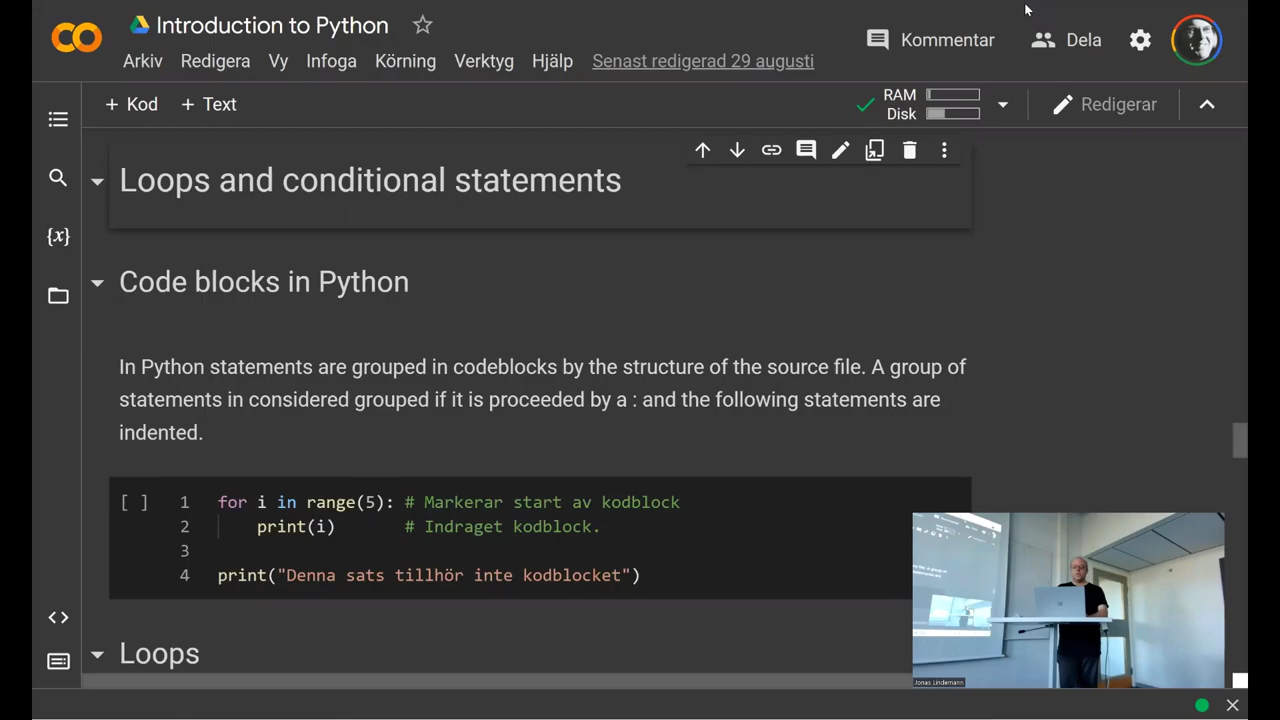 Introduction to Python
Kommentar
Dela
Arkiv Redigera Vy Infoga Körning Verktyg Hjälp Senast redigerad 29 augusti
+ Kod + Text
RAM
Disk
Redigerar
Loops and conditional statements
{x}
Code blocks in Python
In Python statements are grouped in codeblocks by the structure of the source file. A group of
statements in considered grouped if it is proceeded by a : and the following statements are
indented.
[ ] 1 for i in range(5): # Markerar start av kodblock
2 print(i) # Indraget kodblock.
3
4 print("Denna sats tillhör inte kodblocket")
Loops
Jonas Lindemann